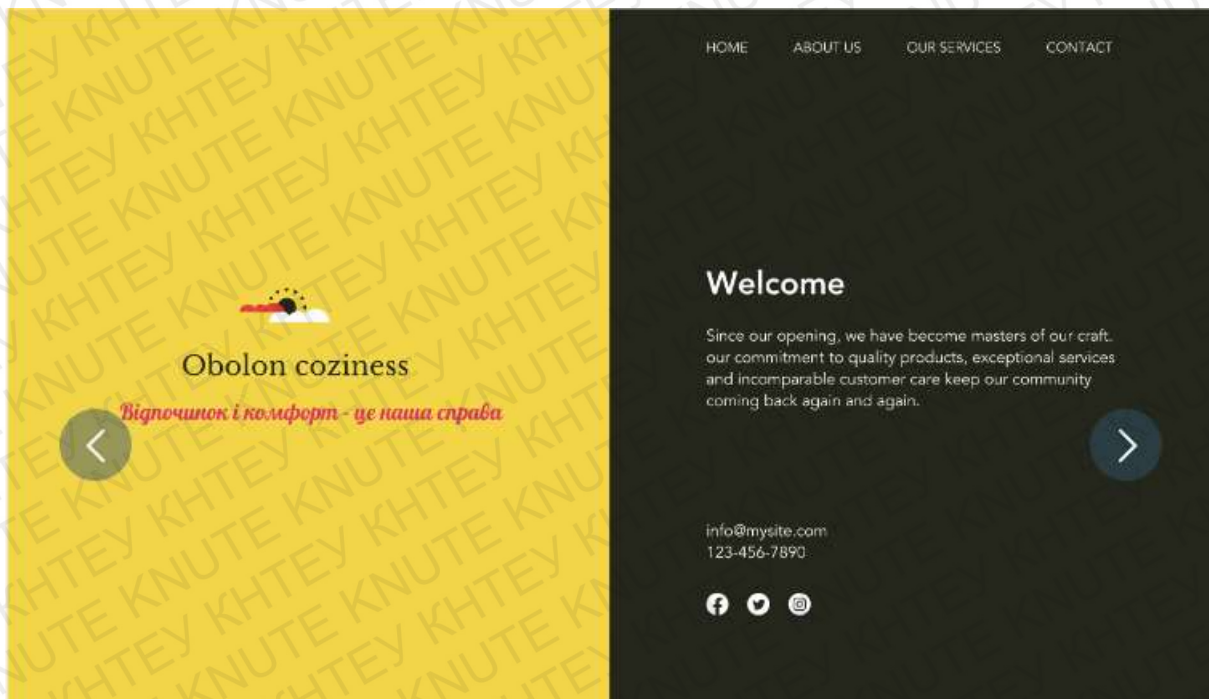 Obolon coziness
Відпочинок і комфорт - це наша справа
HOME ABOUT US OUR SERVICES CONTACT
Welcome
Since our opening, we have become masters of our craft.
our commitment to quality products, exceptional services
and incomparable customer care keep our community
coming back again and again.
info@mysite.com
123-456-7890